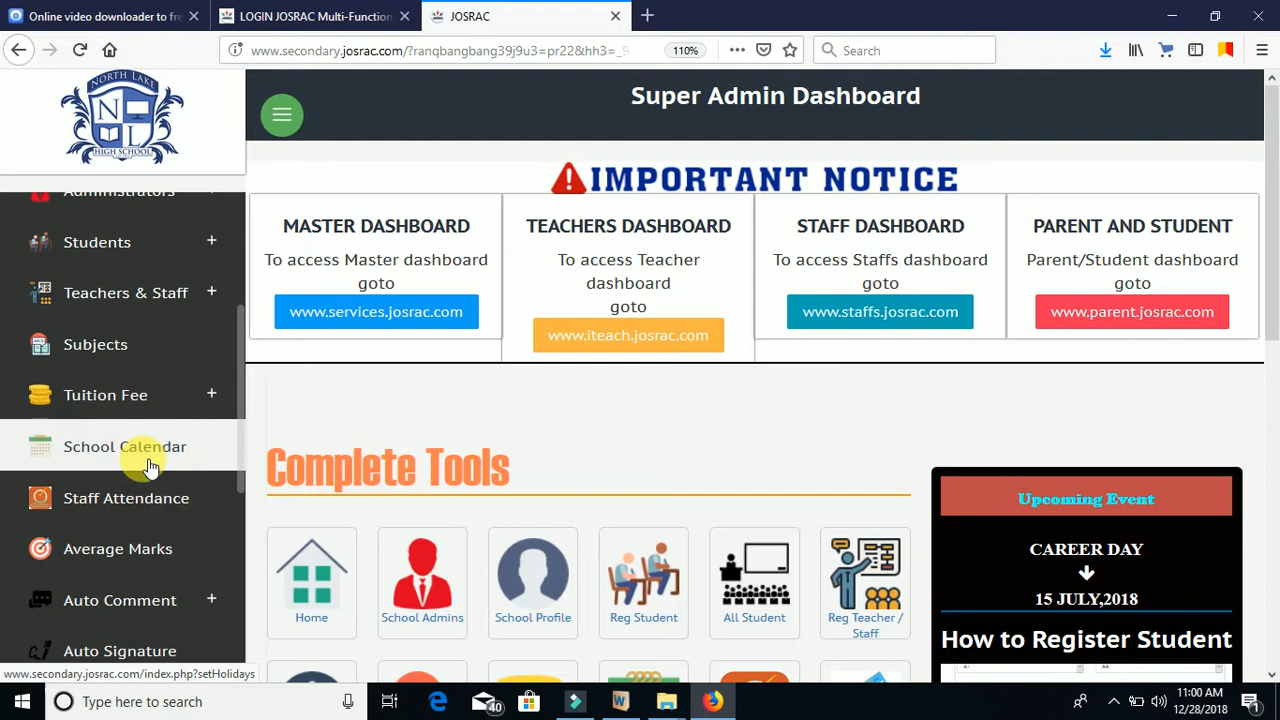 Online video downloader to fre
LOGIN JOSRAC Multi-Function
JOSRAC
www.secondary.josrac.com/?ranqbangbang39j9u3=pr22&hh3=_9
110%
Search
NORTH LAKE
N L
HIGH SCHOOL
Super Admin Dashboard
IMPORTANT NOTICE
Administrators
Students
Teachers & Staff
Subjects
Tuition Fee
School Calendar
Staff Attendance
Average Marks
Auto Comment
Auto Signature
MASTER DASHBOARD
To access Master dashboard
goto
www.services.josrac.com
TEACHERS DASHBOARD
To access Teacher
dashboard
goto
www.iteach.josrac.com
STAFF DASHBOARD
To access Staffs dashboard
goto
www.staffs.josrac.com
PARENT AND STUDENT
Parent/Student dashboard
goto
www.parent.josrac.com
Complete Tools
Home
School Admins
School Profile
Reg Student
All Student
Reg Teacher /
Staff
Upcoming Event
CAREER DAY
15 JULY,2018
How to Register Student
www.secondary.josrac.com/index.php?setHolidays
Type here to search
40
11:00 AM
12/28/2018
1